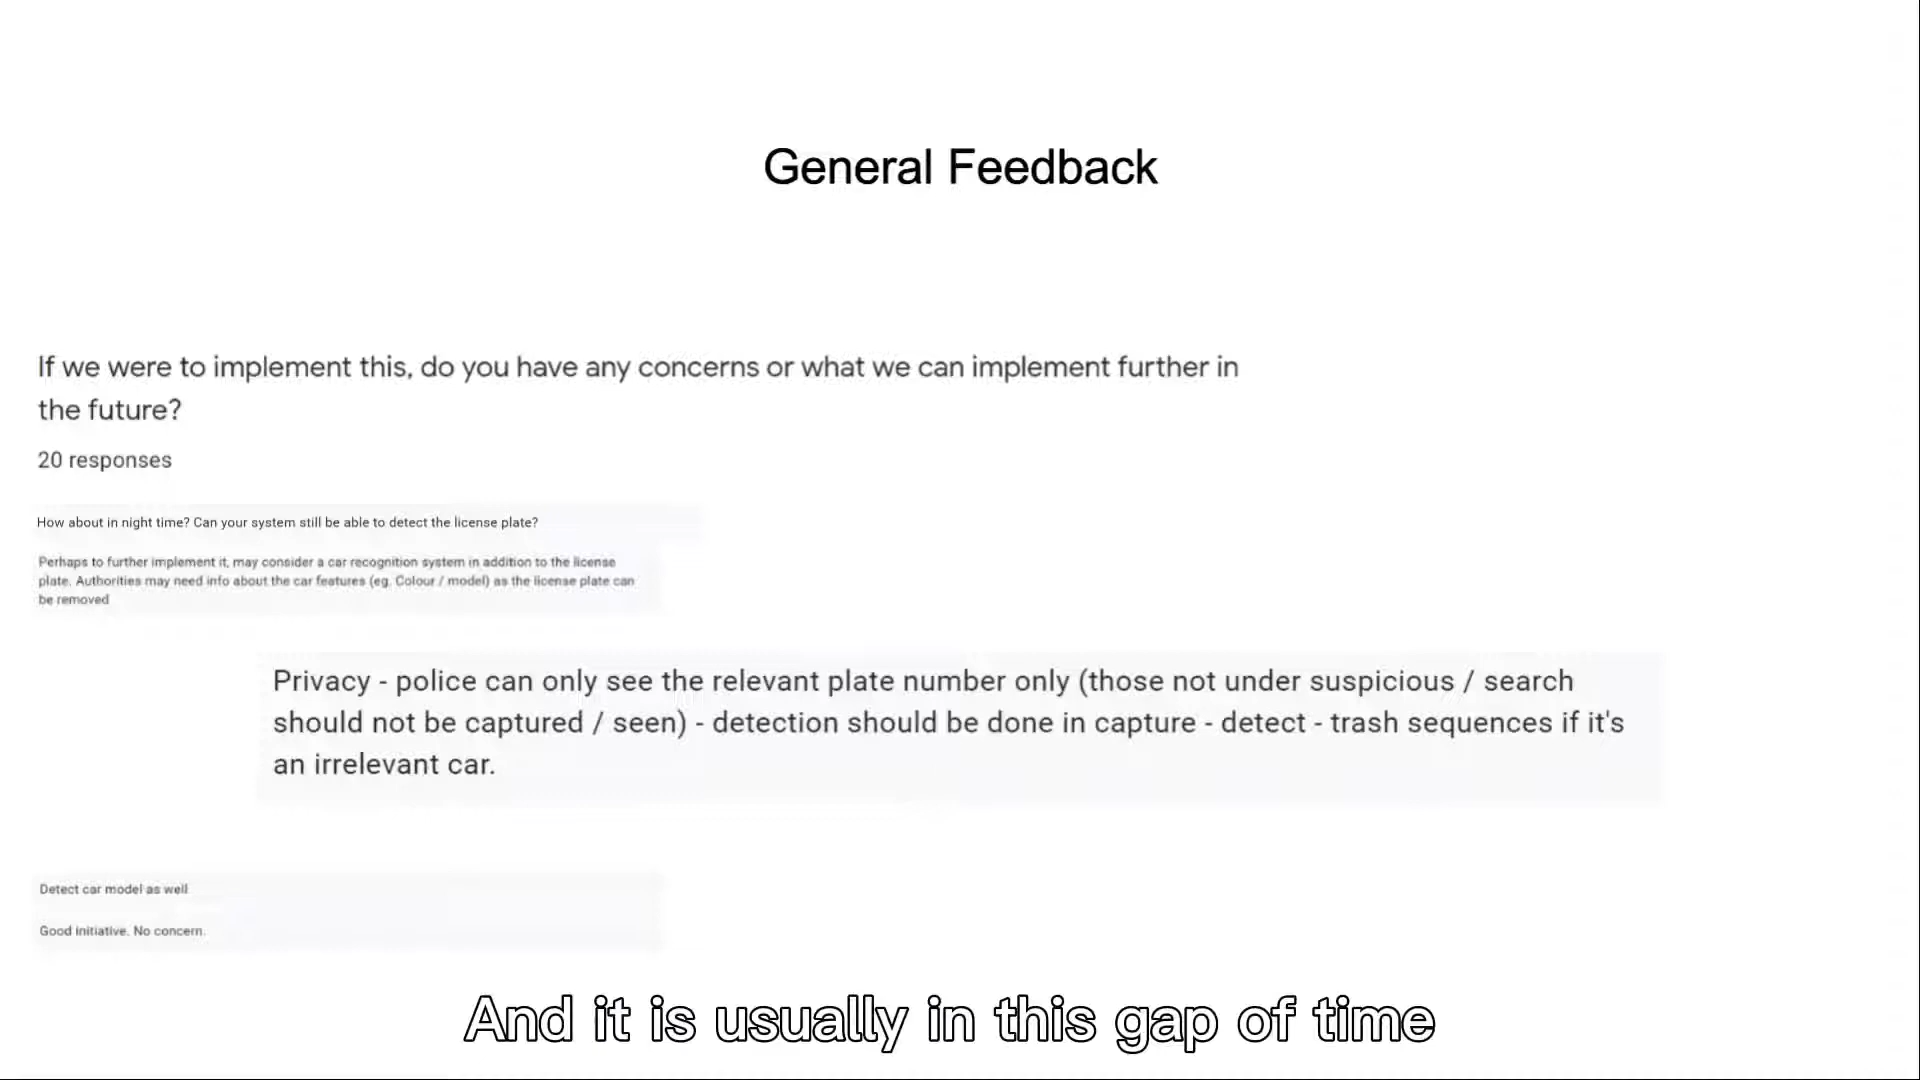 General Feedback
If we were to implement this, do you have any concerns or what we can implement further in
the future?
20 responses
How about in night time? Can your system still be able to detect the license plate?
Perhaps to further implement it, may consider a car recognition system in addition to the license
plate. Authorities may need info about the car features (eg. Colour / model) as the license plate can
be removed
Privacy - police can only see the relevant plate number only (those not under suspicious / search
should not be captured / seen) - detection should be done in capture - detect - trash sequences if it's
an irrelevant car.
Detect car model as well
Good initiative. No concern.
And it is usually in this gap of time